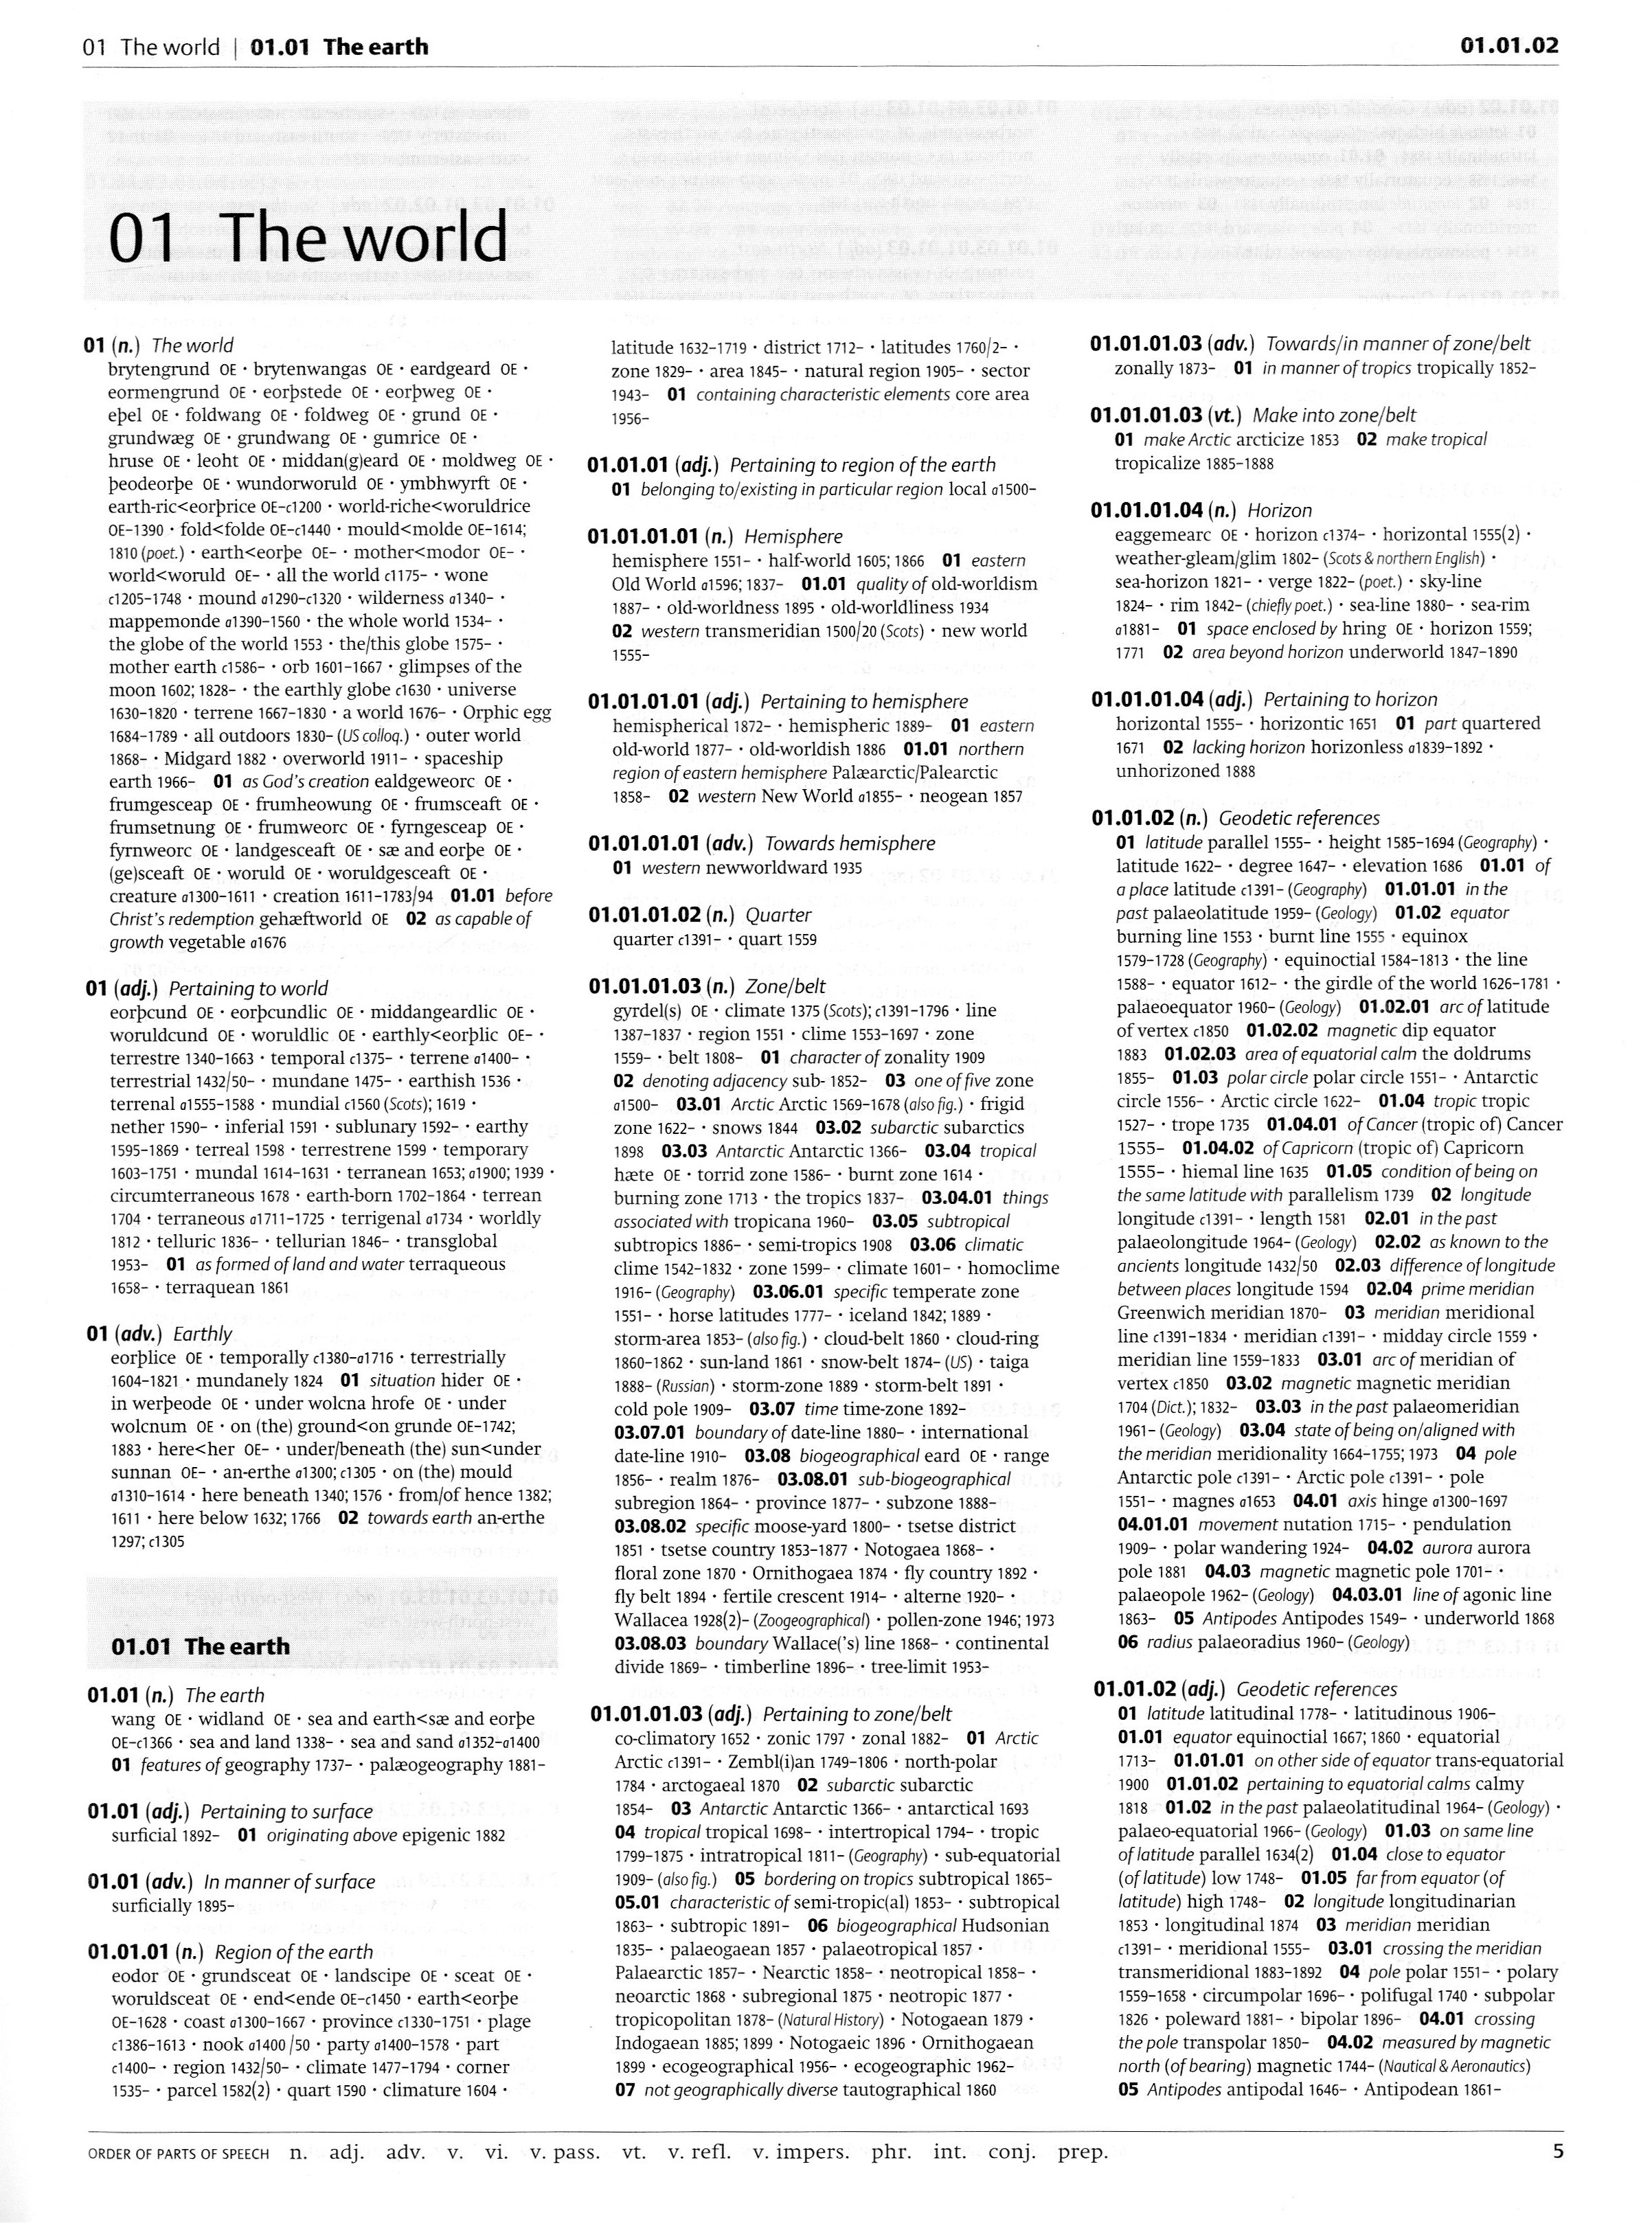 01 The world | 01.01 The earth
01.01.02
01 The world
01 (n.) The world
brytengrund OE · brytenwangas OE · eardgeard OE ·
eormengrund OE · eorþstede OE · eorþweg OE ·
eþel OE · foldwang OE · foldweg OE · grund OE ·
grundwæg OE · grundwang OE · gumrice OE ·
hruse OE · leoht OE · middan(g)eard OE · moldweg OE ·
þeodeorþe OE · wundorworuld OE · ymbhwyrft OE ·
earth-ric<eorþrice OE–c1200 · world-riche<woruldrice
OE–1390 · fold<folde OE–c1440 · mould<molde OE–1614;
1810 (poet.) · earth<eorþe OE– · mother<modor OE– ·
world<woruld OE– · all the world c1175– · wone
c1205–1748 · mound a1290–c1320 · wilderness a1340– ·
mappemonde a1390–1560 · the whole world 1534– ·
the globe of the world 1553 · the/this globe 1575– ·
mother earth c1586– · orb 1601–1667 · glimpses of the
moon 1602; 1828– · the earthly globe c1630 · universe
1630–1820 · terrene 1667–1830 · a world 1676– · Orphic egg
1684–1789 · all outdoors 1830– (US colloq.) · outer world
1868– · Midgard 1882 · overworld 1911– · spaceship
earth 1966– 01 as God's creation ealdgeweorc OE ·
frumgesceap OE · frumheowung OE · frumsceaft OE ·
frumsetnung OE · frumweorc OE · fyrngesceap OE ·
fyrnweorc OE · landgesceaft OE · sæ and eorþe OE ·
(ge)sceaft OE · woruld OE · woruldgesceaft OE ·
creature a1300–1611 · creation 1611–1783/94 01.01 before
Christ's redemption gehæftworld OE 02 as capable of
growth vegetable a1676
01 (adj.) Pertaining to world
eorþcund OE · eorþcundlic OE · middangeardlic OE ·
woruldcund OE · woruldlic OE · earthly<eorþlic OE– ·
terrestre 1340–1663 · temporal c1375– · terrene a1400– ·
terrestrial 1432/50– · mundane 1475– · earthish 1536 ·
terrenal a1555–1588 · mundial c1560 (Scots); 1619 ·
nether 1590– · inferial 1591 · sublunary 1592– · earthy
1595–1869 · terreal 1598 · terrestrene 1599 · temporary
1603–1751 · mundal 1614–1631 · terranean 1653; a1900; 1939 ·
circumterraneous 1678 · earth-born 1702–1864 · terrean
1704 · terraneous a1711–1725 · terrigenal a1734 · worldly
1812 · telluric 1836– · tellurian 1846– · transglobal
1953– 01 as formed of land and water terraqueous
1658– · terraquean 1861
01 (adv.) Earthly
eorþlice OE · temporally c1380–a1716 · terrestrially
1604–1821 · mundanely 1824 01 situation hider OE ·
in werþeode OE · under wolcna hrofe OE · under
wolcnum OE · on (the) ground<on grunde OE–1742;
1883 · here<her OE– · under/beneath (the) sun<under
sunnan OE– · an-erthe a1300; c1305 · on (the) mould
a1310–1614 · here beneath 1340; 1576 · from/of hence 1382;
1611 · here below 1632; 1766 02 towards earth an-erthe
1297; c1305
01.01 The earth
01.01 (n.) The earth
wang OE · widland OE · sea and earth<sæ and eorþe
OE–c1366 · sea and land 1338– · sea and sand a1352–a1400
01 features of geography 1737– · palæogeography 1881–
01.01 (adj.) Pertaining to surface
surficial 1892– 01 originating above epigenic 1882
01.01 (adv.) In manner of surface
surficially 1895–
01.01.01 (n.) Region of the earth
eodor OE · grundsceat OE · landscipe OE · sceat OE ·
woruldsceat OE · end<ende OE–c1450 · earth<eorþe
OE–1628 · coast a1300–1667 · province c1330–1751 · plage
c1386–1613 · nook a1400 /50 · party a1400–1578 · part
c1400– · region 1432/50– · climate 1477–1794 · corner
1535– · parcel 1582(2) · quart 1590 · climature 1604 ·
latitude 1632–1719 · district 1712– · latitudes 1760/2– ·
zone 1829– · area 1845– · natural region 1905– · sector
1943– 01 containing characteristic elements core area
1956–
01.01.01 (adj.) Pertaining to region of the earth
01 belonging to/existing in particular region local a1500–
01.01.01.01 (n.) Hemisphere
hemisphere 1551– · half-world 1605; 1866 01 eastern
Old World a1596; 1837– 01.01 quality of old-worldism
1887– · old-worldness 1895 · old-worldliness 1934
02 western transmeridian 1500/20 (Scots) · new world
1555–
01.01.01.01 (adj.) Pertaining to hemisphere
hemispherical 1872– · hemispheric 1889– 01 eastern
old-world 1877– · old-worldish 1886 01.01 northern
region of eastern hemisphere Palæarctic/Palearctic
1858– 02 western New World a1855– · neogean 1857
01.01.01.01 (adv.) Towards hemisphere
01 western newworldward 1935
01.01.01.02 (n.) Quarter
quarter c1391– · quart 1559
01.01.01.03 (n.) Zone/belt
gyrdel(s) OE · climate 1375 (Scots); c1391–1796 · line
1387–1837 · region 1551 · clime 1553–1697 · zone
1559– · belt 1808– 01 character of zonality 1909
02 denoting adjacency sub- 1852– 03 one of five zone
a1500– 03.01 Arctic Arctic 1569–1678 (also fig.) · frigid
zone 1622– · snows 1844 03.02 subarctic subarctics
1898 03.03 Antarctic Antarctic 1366– 03.04 tropical
hæte OE · torrid zone 1586– · burnt zone 1614 ·
burning zone 1713 · the tropics 1837– 03.04.01 things
associated with tropicana 1960– 03.05 subtropical
subtropics 1886– · semi-tropics 1908 03.06 climatic
clime 1542–1832 · zone 1599– · climate 1601– · homoclime
1916– (Geography) 03.06.01 specific temperate zone
1551– · horse latitudes 1777– · iceland 1842; 1889 ·
storm-area 1853– (also fig.) · cloud-belt 1860 · cloud-ring
1860–1862 · sun-land 1861 · snow-belt 1874– (US) · taiga
1888– (Russian) · storm-zone 1889 · storm-belt 1891 ·
cold pole 1909– 03.07 time time-zone 1892–
03.07.01 boundary of date-line 1880– · international
date-line 1910– 03.08 biogeographical eard OE · range
1856– · realm 1876– 03.08.01 sub-biogeographical
subregion 1864– · province 1877– · subzone 1888–
03.08.02 specific moose-yard 1800– · tsetse district
1851 · tsetse country 1853–1877 · Notogaea 1868– ·
floral zone 1870 · Ornithogaea 1874 · fly country 1892 ·
fly belt 1894 · fertile crescent 1914– · alterne 1920– ·
Wallacea 1928(2)– (Zoogeographical) · pollen-zone 1946; 1973
03.08.03 boundary Wallace('s) line 1868– · continental
divide 1869– · timberline 1896– · tree-limit 1953–
01.01.01.03 (adj.) Pertaining to zone/belt
co-climatory 1652 · zonic 1797 · zonal 1882– 01 Arctic
Arctic c1391– · Zembl(i)an 1749–1806 · north-polar
1784 · arctogaeal 1870 02 subarctic subarctic
1854– 03 Antarctic Antarctic 1366– · antarctical 1693
04 tropical tropical 1698– · intertropical 1794– · tropic
1799–1875 · intratropical 1811– (Geography) · sub-equatorial
1909– (also fig.) 05 bordering on tropics subtropical 1865–
05.01 characteristic of semi-tropic(al) 1853– · subtropical
1863– · subtropic 1891– 06 biogeographical Hudsonian
1835– · palaeogaean 1857 · palaeotropical 1857 ·
Palaearctic 1857– · Nearctic 1858– · neotropical 1858– ·
neoarctic 1868 · subregional 1875 · neotropic 1877 ·
tropicopolitan 1878– (Natural History) · Notogaean 1879 ·
Indogaean 1885; 1899 · Notogaeic 1896 · Ornithogaean
1899 · ecogeographical 1956– · ecogeographic 1962–
07 not geographically diverse tautographical 1860
01.01.01.03 (adv.) Towards/in manner of zone/belt
zonally 1873– 01 in manner of tropics tropically 1852–
01.01.01.03 (vt.) Make into zone/belt
01 make Arctic arcticize 1853 02 make tropical
tropicalize 1885–1888
01.01.01.04 (n.) Horizon
eaggemearc OE · horizon c1374– · horizontal 1555(2) ·
weather-gleam/glim 1802– (Scots & northern English) ·
sea-horizon 1821– · verge 1822– (poet.) · sky-line
1824– · rim 1842– (chiefly poet.) · sea-line 1880– · sea-rim
a1881– 01 space enclosed by hring OE · horizon 1559;
1771 02 area beyond horizon underworld 1847–1890
01.01.01.04 (adj.) Pertaining to horizon
horizontal 1555– · horizontic 1651 01 part quartered
1671 02 lacking horizon horizonless a1839–1892 ·
unhorizoned 1888
01.01.02 (n.) Geodetic references
01 latitude parallel 1555– · height 1585–1694 (Geography) ·
latitude 1622– · degree 1647– · elevation 1686 01.01 of
a place latitude c1391– (Geography) 01.01.01 in the
past palaeolatitude 1959– (Geology) 01.02 equator
burning line 1553 · burnt line 1555 · equinox
1579–1728 (Geography) · equinoctial 1584–1813 · the line
1588– · equator 1612– · the girdle of the world 1626–1781 ·
palaeoequator 1960– (Geology) 01.02.01 arc of latitude
of vertex c1850 01.02.02 magnetic dip equator
1883 01.02.03 area of equatorial calm the doldrums
1855– 01.03 polar circle polar circle 1551– · Antarctic
circle 1556– · Arctic circle 1622– 01.04 tropic tropic
1527– · trope 1735 01.04.01 of Cancer (tropic of) Cancer
1555– 01.04.02 of Capricorn (tropic of) Capricorn
1555– · hiemal line 1635 01.05 condition of being on
the same latitude with parallelism 1739 02 longitude
longitude c1391– · length 1581 02.01 in the past
palaeolongitude 1964– (Geology) 02.02 as known to the
ancients longitude 1432/50 02.03 difference of longitude
between places longitude 1594 02.04 prime meridian
Greenwich meridian 1870– 03 meridian meridional
line c1391–1834 · meridian c1391– · midday circle 1559 ·
meridian line 1559–1833 03.01 arc of meridian of
vertex c1850 03.02 magnetic magnetic meridian
1704 (Dict.); 1832– 03.03 in the past palaeomeridian
1961– (Geology) 03.04 state of being on/aligned with
the meridian meridionality 1664–1755; 1973 04 pole
Antarctic pole c1391– · Arctic pole c1391– · pole
1551– · magnes a1653 04.01 axis hinge a1300–1697
04.01.01 movement nutation 1715– · pendulation
1909– · polar wandering 1924– 04.02 aurora aurora
pole 1881 04.03 magnetic magnetic pole 1701– ·
palaeopole 1962– (Geology) 04.03.01 line of agonic line
1863– 05 Antipodes Antipodes 1549– · underworld 1868
06 radius palaeoradius 1960– (Geology)
01.01.02 (adj.) Geodetic references
01 latitude latitudinal 1778– · latitudinous 1906–
01.01 equator equinoctial 1667; 1860 · equatorial
1713– 01.01.01 on other side of equator trans-equatorial
1900 01.01.02 pertaining to equatorial calms calmy
1818 01.02 in the past palaeolatitudinal 1964– (Geology) ·
palaeo-equatorial 1966– (Geology) 01.03 on same line
of latitude parallel 1634(2) 01.04 close to equator
(of latitude) low 1748– 01.05 far from equator (of
latitude) high 1748– 02 longitude longitudinarian
1853 · longitudinal 1874 03 meridian meridian
c1391– · meridional 1555– 03.01 crossing the meridian
transmeridional 1883–1892 04 pole polar 1551– · polary
1559–1658 · circumpolar 1696– · polifugal 1740 · subpolar
1826 · poleward 1881– · bipolar 1896– 04.01 crossing
the pole transpolar 1850– 04.02 measured by magnetic
north (of bearing) magnetic 1744– (Nautical & Aeronautics)
05 Antipodes antipodal 1646– · Antipodean 1861–
ORDER OF PARTS OF SPEECH n. adj. adv. v. vi. v. pass. vt. v. refl. v. impers. phr. int. conj. prep.
5